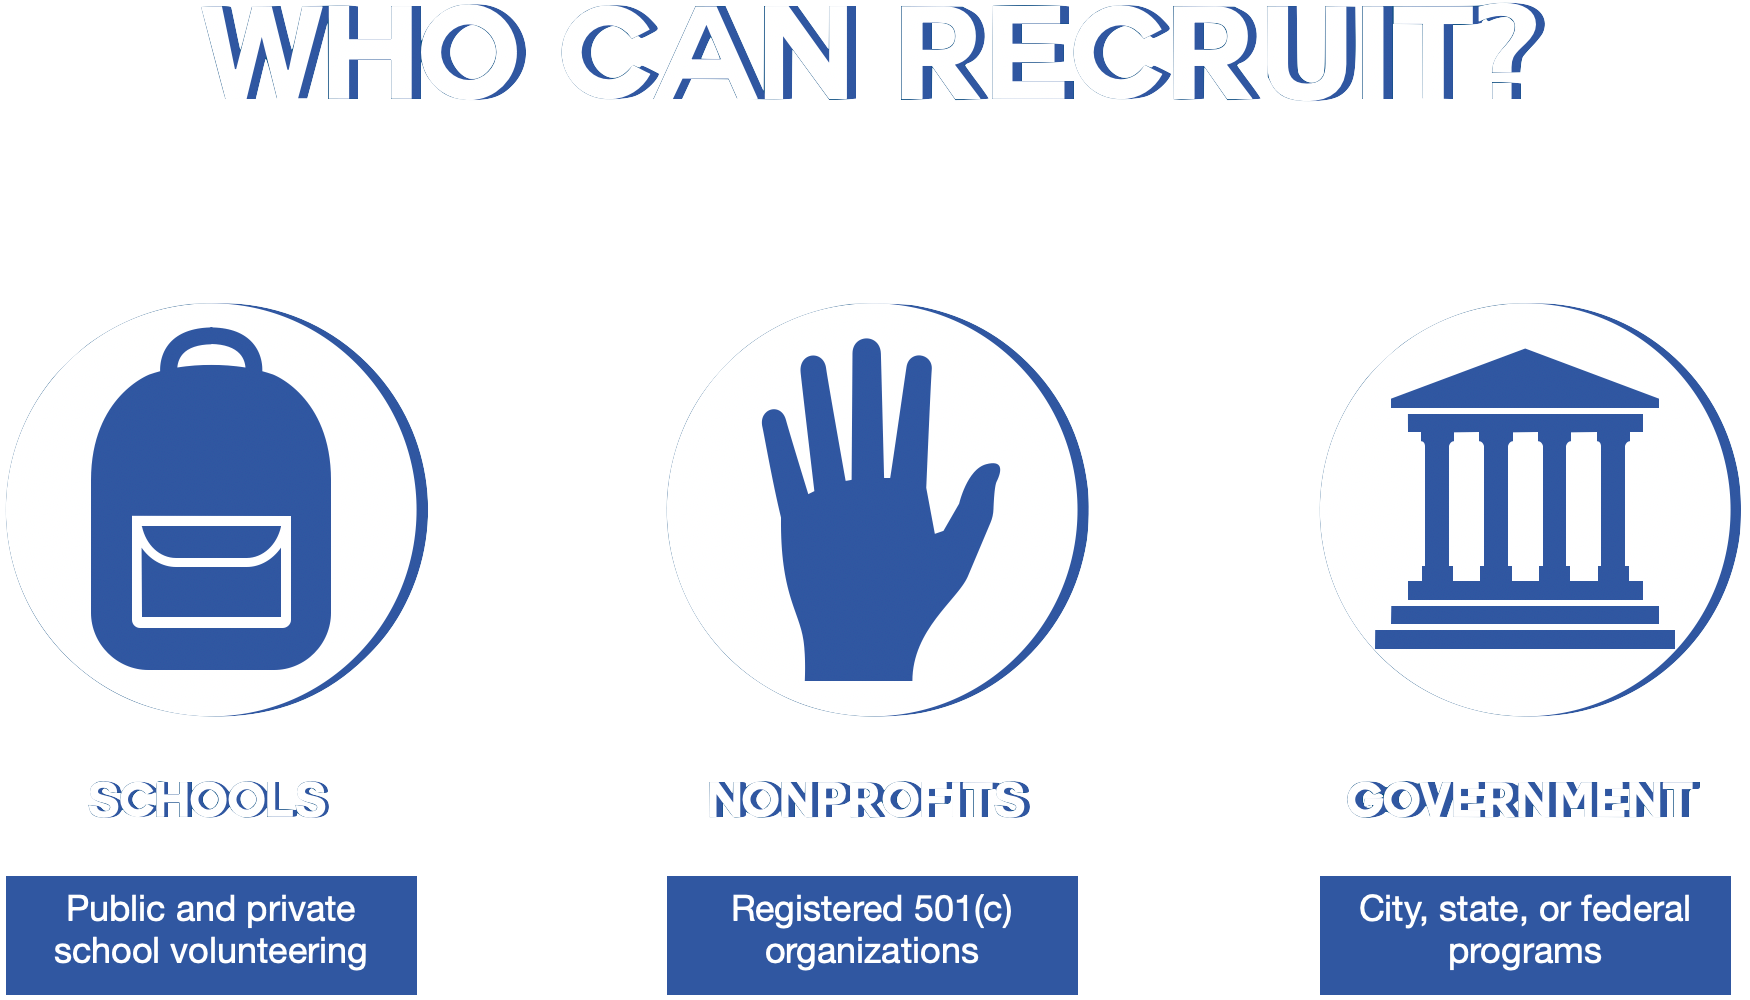 WHO CAN RECRUIT?
SCHOOLS
Public and private
school volunteering
NONPROFITS
Registered 501(c)
organizations
GOVERNMENT
City, state, or federal
programs